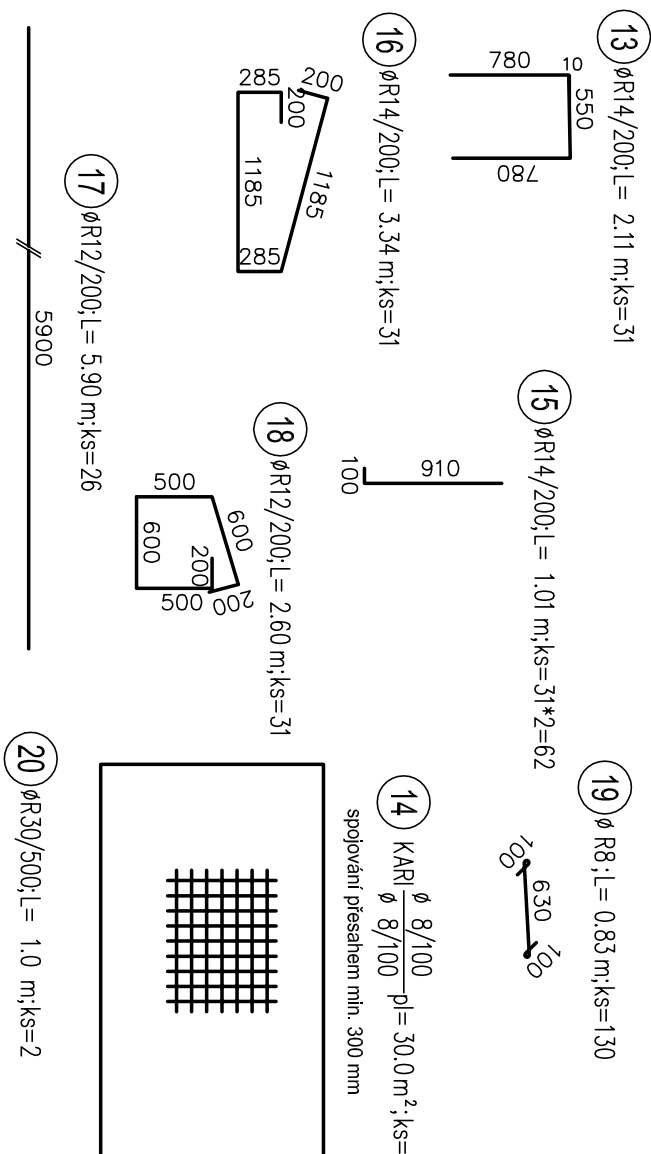 13 øR14/200;L= 2.11 m;ks=31
10
550
780
780
16 øR14/200;L= 3.34 m;ks=31
200
285
200
1185
1185
285
17 øR12/200;L= 5.90 m;ks=26
5900
15 øR14/200;L= 1.01 m;ks=31*2=62
910
100
18 øR12/200;L= 2.60 m;ks=31
500
600
600
200
500
200
19 ø R8 ;L= 0.83 m;ks=130
100
630
100
14 KARI ø 8/100
ø 8/100 pl= 30.0 m²;ks=
spojování přesahem min. 300 mm
20 øR30/500;L= 1.0 m;ks=2